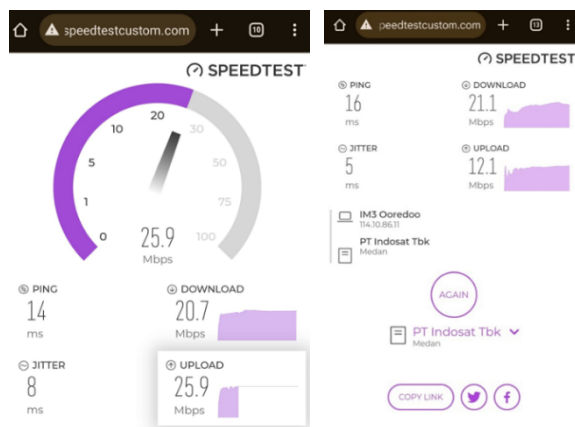 speedtestcustom.com + 10
SPEEDTEST
0
1
5
10
20
30
50
75
100
25.9
Mbps
PING
14
ms
DOWNLOAD
20.7
Mbps
JITTER
8
ms
UPLOAD
25.9
Mbps
peedtestcustom.com + 13
SPEEDTEST
PING
16
ms
DOWNLOAD
21.1
Mbps
JITTER
5
ms
UPLOAD
12.1
Mbps
IM3 Ooredoo
114.10.86.11
PT Indosat Tbk
Medan
AGAIN
PT Indosat Tbk
Medan
COPY LINK